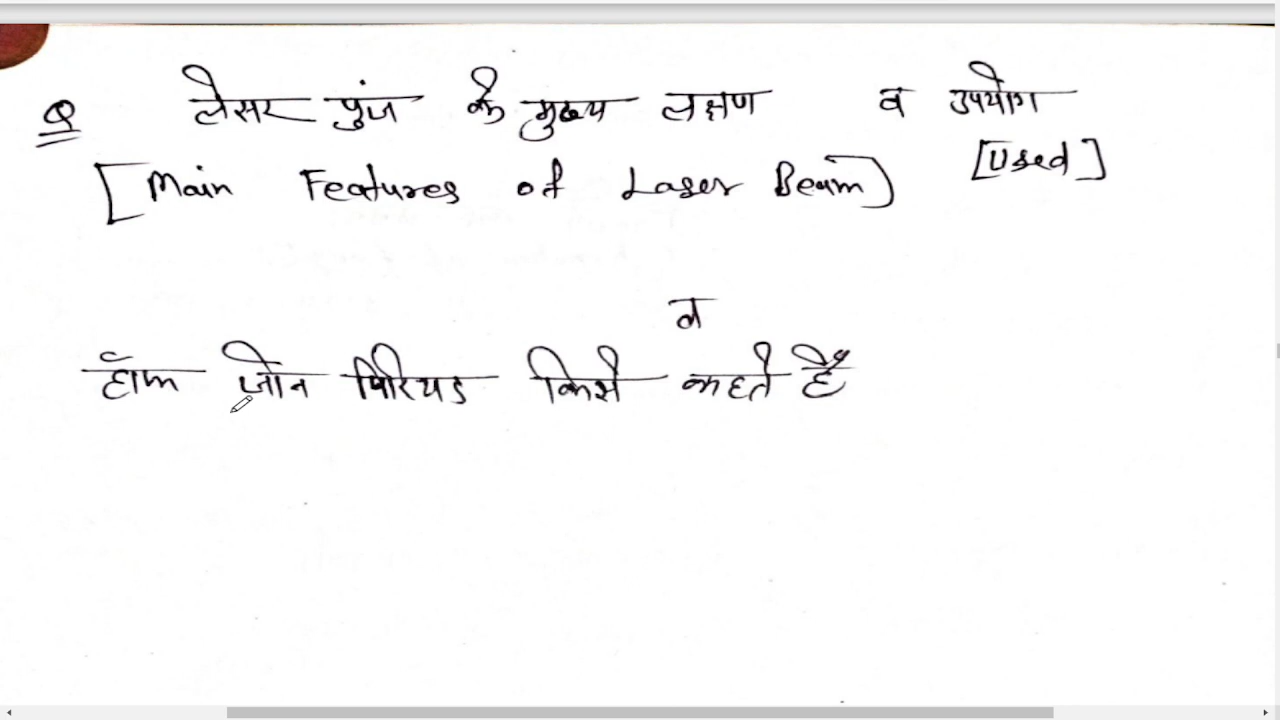 Q लेसर पुंज के मुख्य लक्षण व उपयोग
[Main Features of Laser Beam] [Used]
व
हॉफ जोन पिरियड किसे कहते हैं